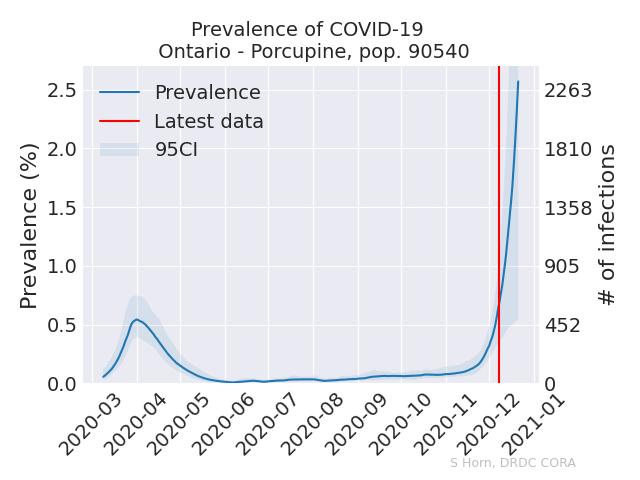 Prevalence of COVID-19
Ontario - Porcupine, pop. 90540
Prevalence
Latest data
95CI
Prevalence (%)
2.5
2.0
1.5
1.0
0.5
0.0
2263
1810
1358
905
452
0
# of infections
2020-03
2020-04
2020-05
2020-06
2020-07
2020-08
2020-09
2020-10
2020-11
2020-12
2021-01
S Horn, DRDC CORA